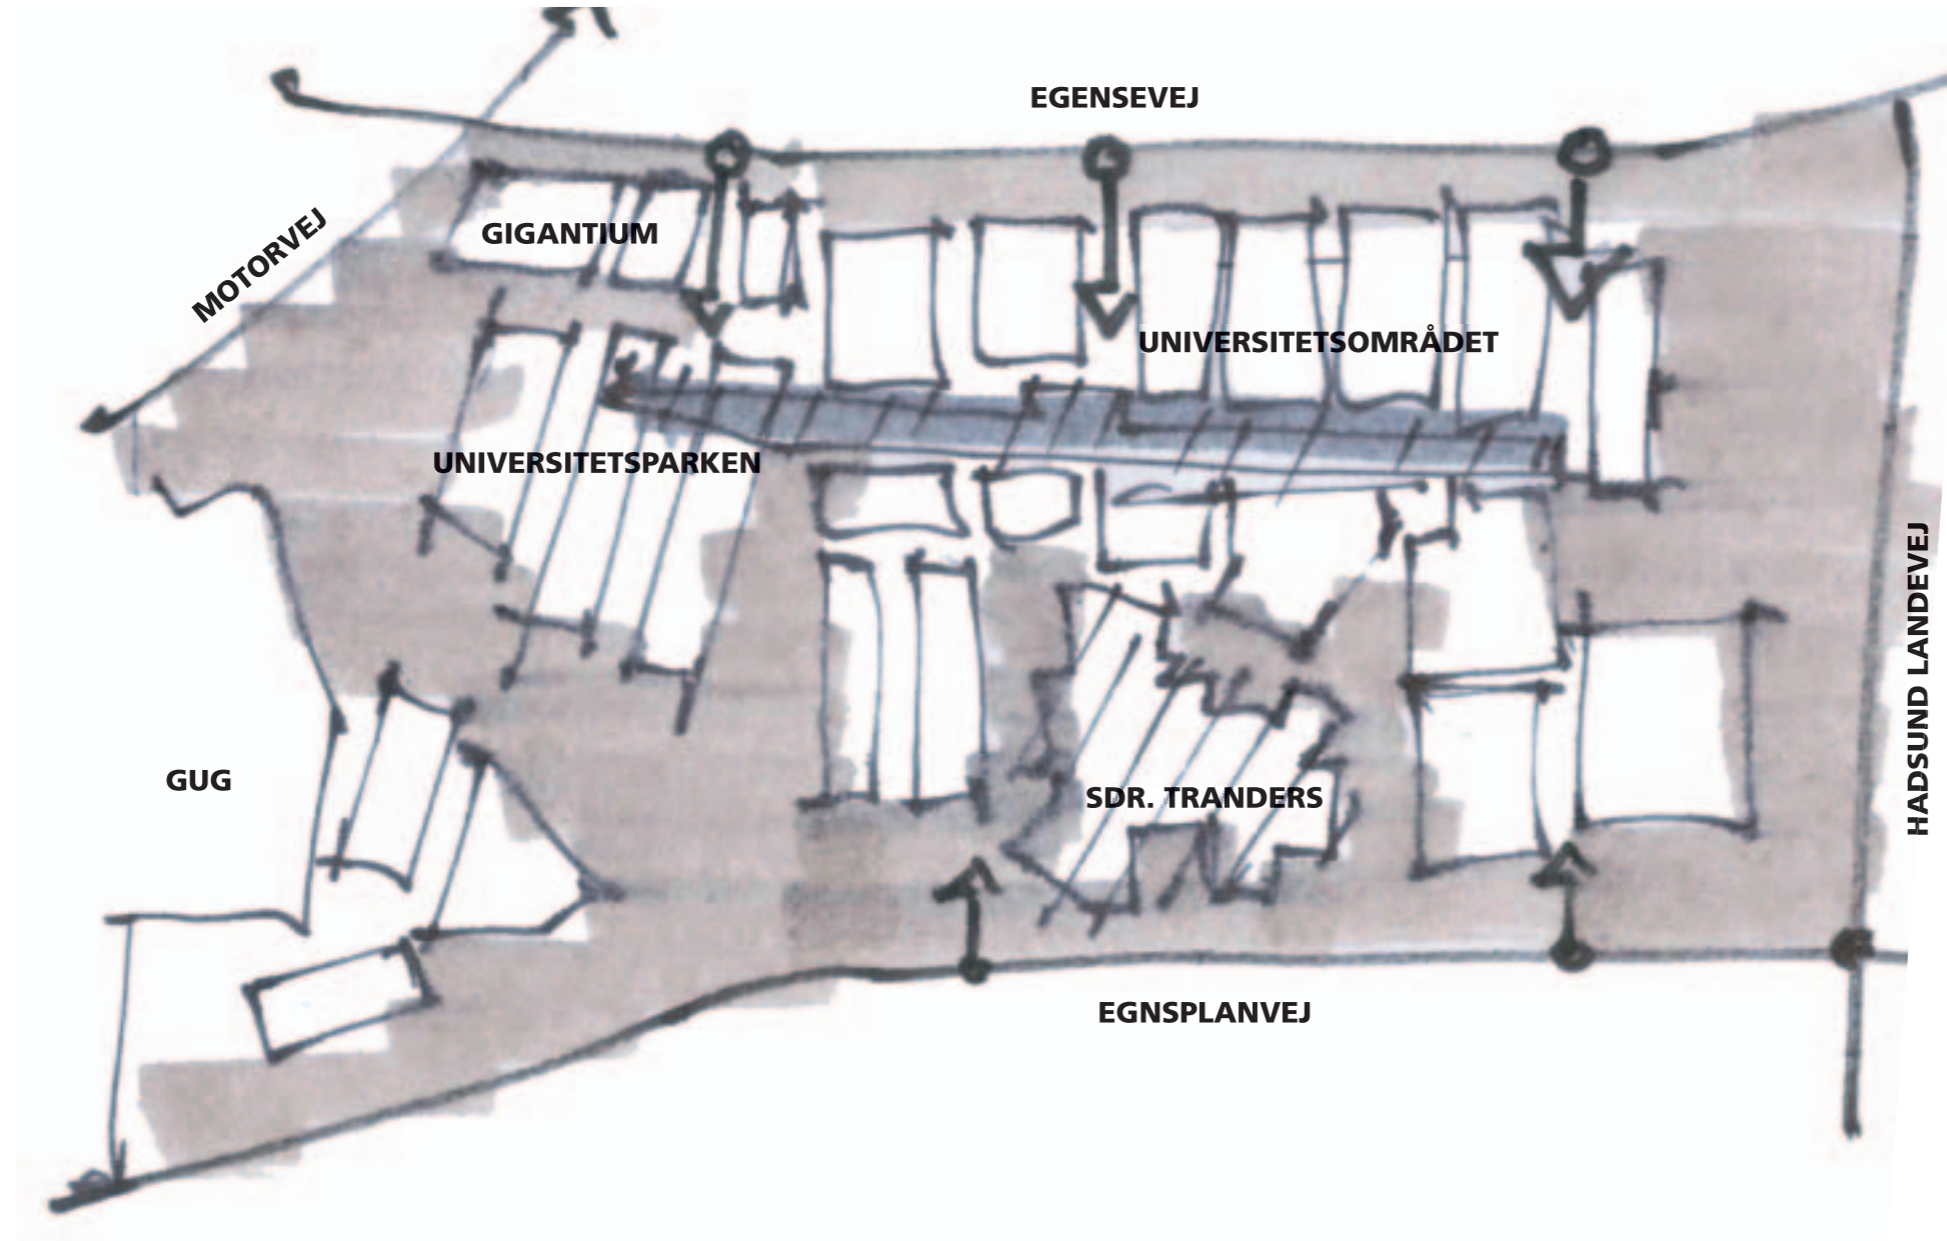 EGENSEVEJ
MOTORVEJ
GIGANTIUM
UNIVERSITETSOMRÅDET
UNIVERSITETSPARKEN
HADSUND LANDEVEJ
GUG
SDR. TRANDERS
EGNSPLANVEJ